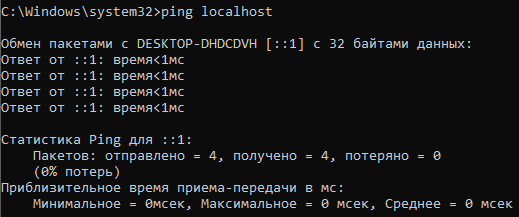 C:\Windows\system32>ping localhost
Обмен пакетами с DESKTOP-DHDCDVH [::1] с 32 байтами данных:
Ответ от ::1: время<1мс
Ответ от ::1: время<1мс
Ответ от ::1: время<1мс
Ответ от ::1: время<1мс
Статистика Ping для ::1:
Пакетов: отправлено = 4, получено = 4, потеряно = 0
(0% потерь)
Приблизительное время приема-передачи в мс:
Минимальное = 0мсек, Максимальное = 0 мсек, Среднее = 0 мсек